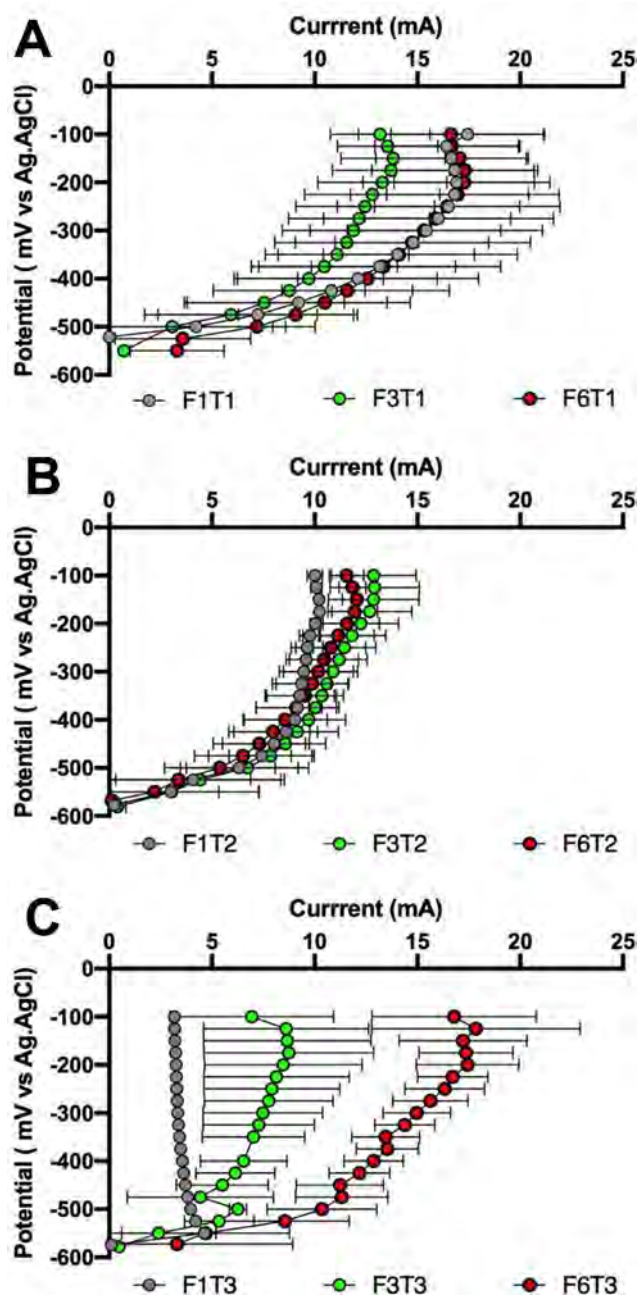 A
Currrent (mA)
0 5 10 15 20 25
Potential ( mV vs Ag.AgCl)
0
-100
-200
-300
-400
-500
-600
F1T1 F3T1 F6T1
B
Currrent (mA)
0 5 10 15 20 25
Potential ( mV vs Ag.AgCl)
0
-100
-200
-300
-400
-500
-600
F1T2 F3T2 F6T2
C
Currrent (mA)
0 5 10 15 20 25
Potential ( mV vs Ag.AgCl)
0
-100
-200
-300
-400
-500
-600
F1T3 F3T3 F6T3